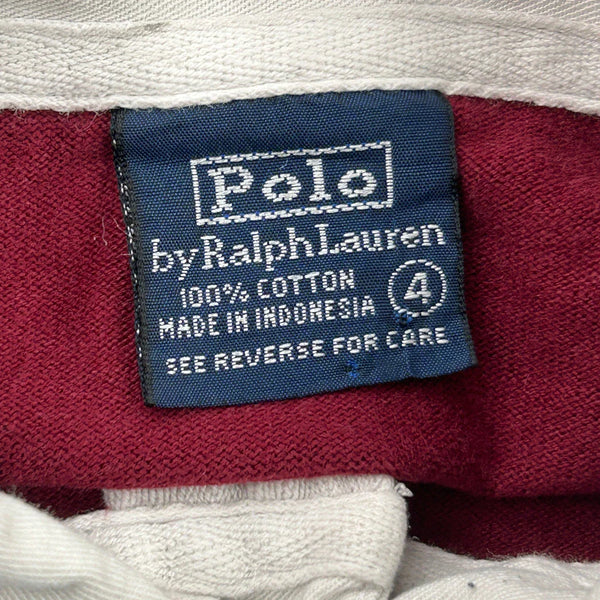 Polo
by Ralph Lauren
100% COTTON
4
MADE IN INDONESIA
SEE REVERSE FOR CARE